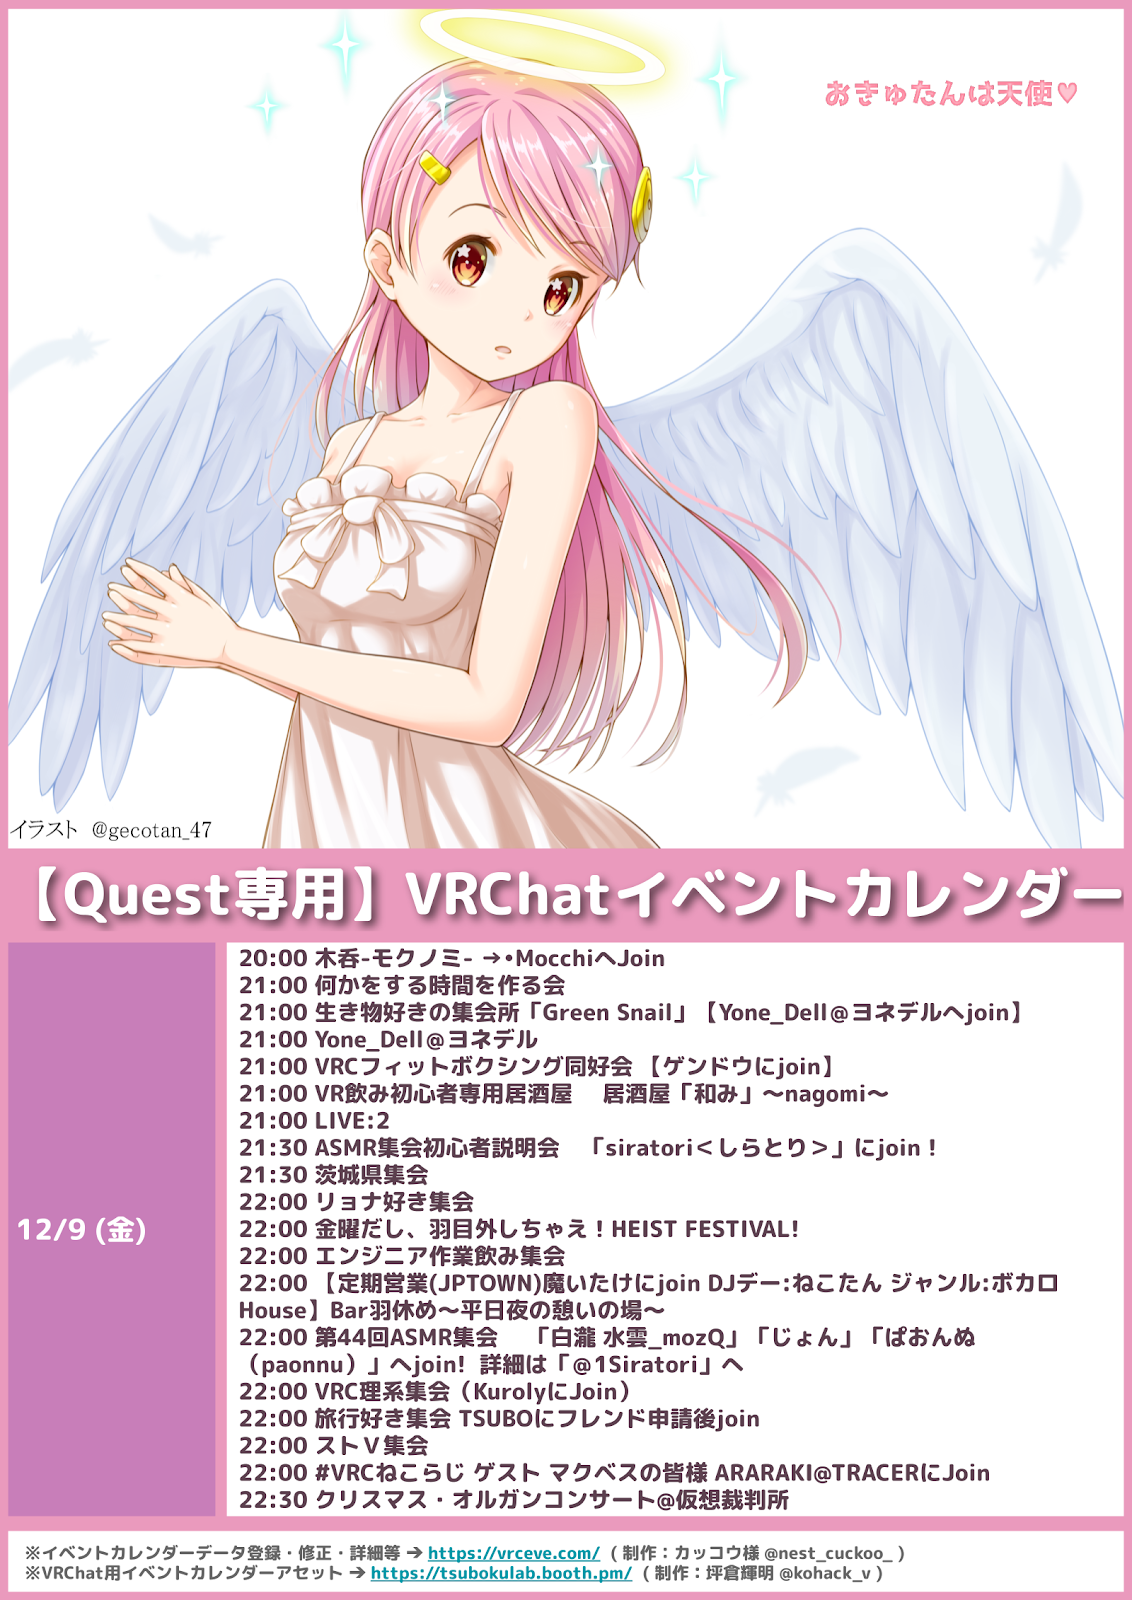 おきゅたんは天使♥
イラスト @gecotan_47
【Quest専用】VRChatイベントカレンダー
12/9 (金)
20:00 木呑-モクノミ- →•MocchiへJoin
21:00 何かをする時間を作る会
21:00 生き物好きの集会所「Green Snail」【Yone_Dell@ヨネデルへjoin】
21:00 Yone_Dell@ヨネデル
21:00 VRCフィットボクシング同好会 【ゲンドウにjoin】
21:00 VR飲み初心者専用居酒屋　居酒屋「和み」～nagomi～
21:00 LIVE:2
21:30 ASMR集会初心者説明会　「siratori＜しらとり＞」にjoin！
21:30 茨城県集会
22:00 リョナ好き集会
22:00 金曜だし、羽目外しちゃえ！HEIST FESTIVAL!
22:00 エンジニア作業飲み集会
22:00 【定期営業(JPTOWN)魔いたけにjoin DJデー:ねこたん ジャンル:ボカロ
House】Bar羽休め～平日夜の憩いの場～
22:00 第44回ASMR集会　「白瀧 水雲_mozQ」「じょん」「ぱおんぬ
（paonnu）」へjoin! 詳細は「@1Siratori」へ
22:00 VRC理系集会（KurolyにJoin）
22:00 旅行好き集会 TSUBOにフレンド申請後join
22:00 ストＶ集会
22:00 #VRCねこらじ ゲスト マクベスの皆様 ARARAKI@TRACERにJoin
22:30 クリスマス・オルガンコンサート@仮想裁判所
※イベントカレンダーデータ登録・修正・詳細等 ➔ https://vrceve.com/ （制作：カッコウ様 @nest_cuckoo_ ）
※VRChat用イベントカレンダーアセット ➔ https://tsubokulab.booth.pm/ （制作：坪倉輝明 @kohack_v ）